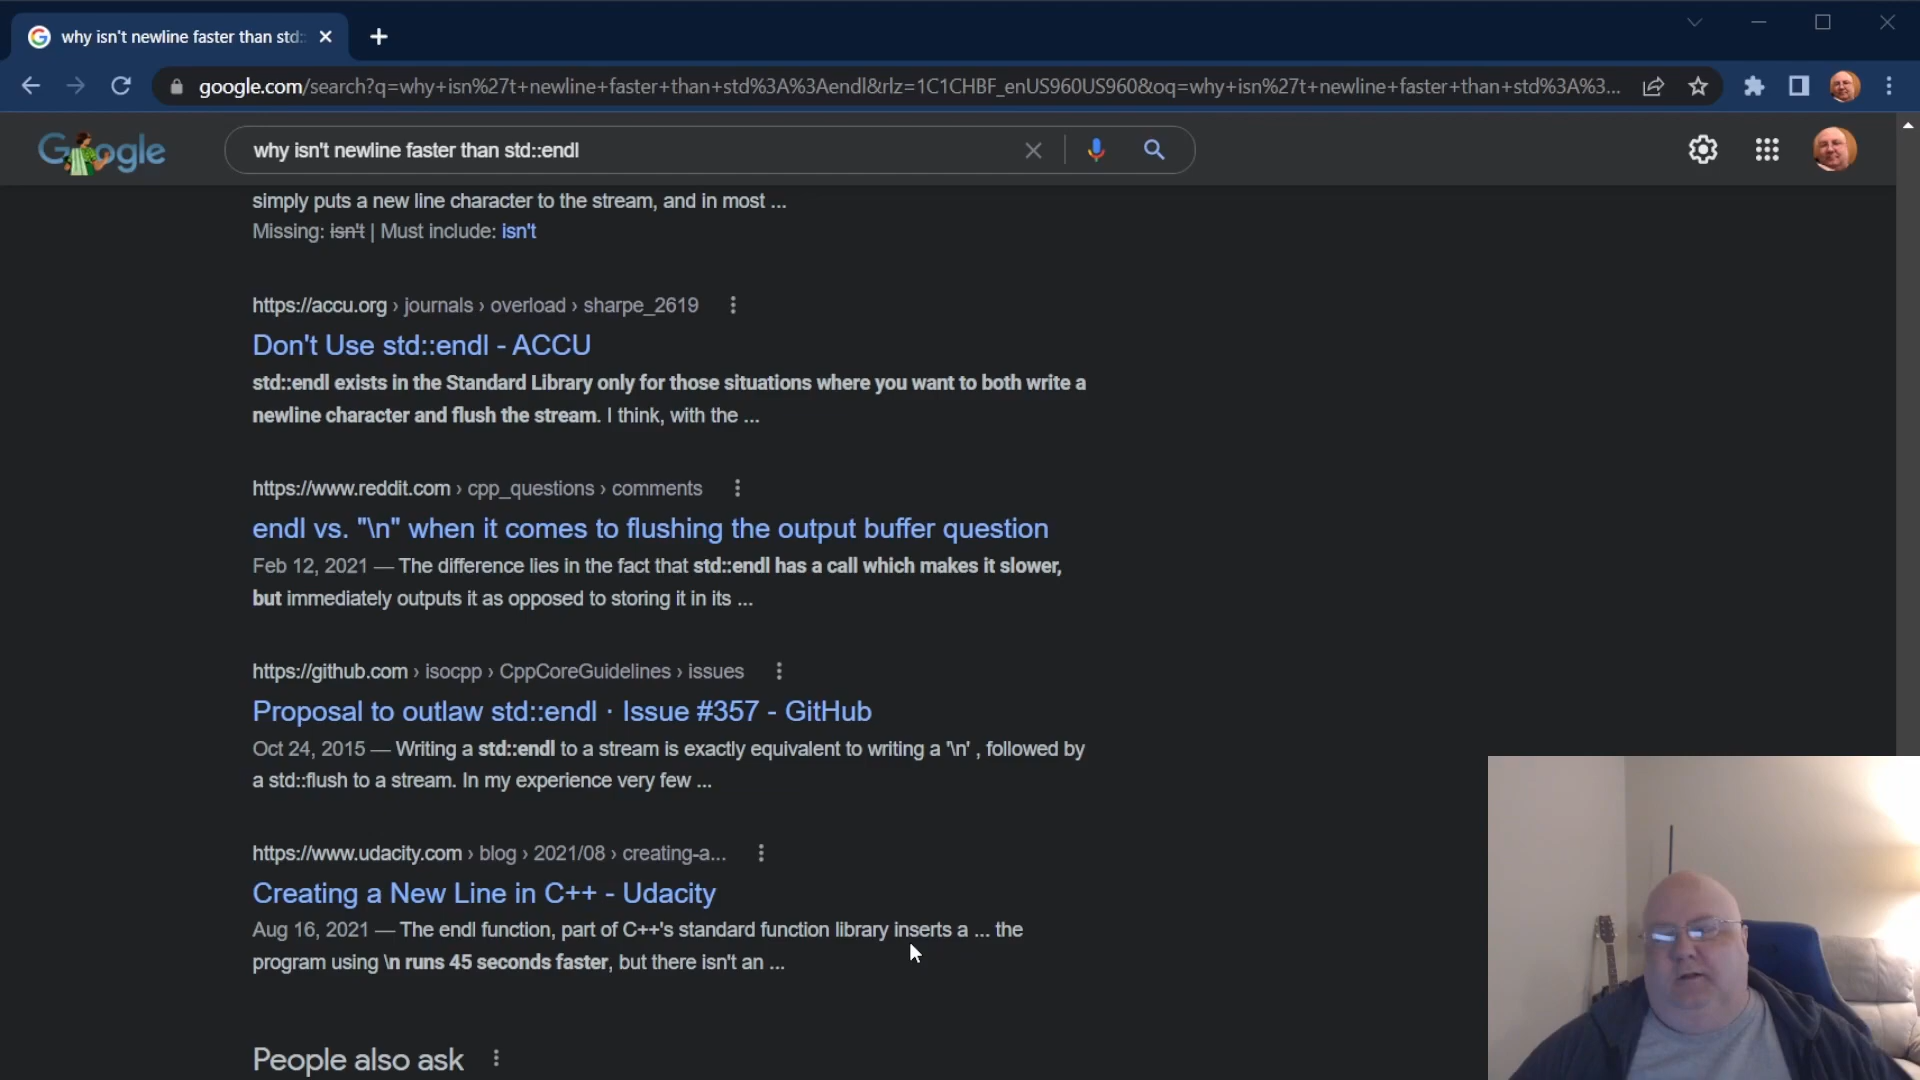 why isn't newline faster than std:
google.com/search?q=why+isn%27t+newline+faster+than+std%3A%3Aendl&rlz=1C1CHBF_enUS960US960&oq=why+isn%27t+newline+faster+than+std%3A%3...
Google
why isn't newline faster than std::endl
simply puts a new line character to the stream, and in most ...
Missing: isn't | Must include: isn't
https://accu.org › journals › overload › sharpe_2619
Don't Use std::endl - ACCU
std::endl exists in the Standard Library only for those situations where you want to both write a
newline character and flush the stream. I think, with the ...
https://www.reddit.com › cpp_questions › comments
endl vs. "\n" when it comes to flushing the output buffer question
Feb 12, 2021 — The difference lies in the fact that std::endl has a call which makes it slower,
but immediately outputs it as opposed to storing it in its ...
https://github.com › isocpp › CppCoreGuidelines › issues
Proposal to outlaw std::endl · Issue #357 - GitHub
Oct 24, 2015 — Writing a std::endl to a stream is exactly equivalent to writing a '\n' , followed by
a std::flush to a stream. In my experience very few ...
https://www.udacity.com › blog › 2021/08 › creating-a...
Creating a New Line in C++ - Udacity
Aug 16, 2021 — The endl function, part of C++'s standard function library inserts a ... the
program using \n runs 45 seconds faster, but there isn't an ...
People also ask